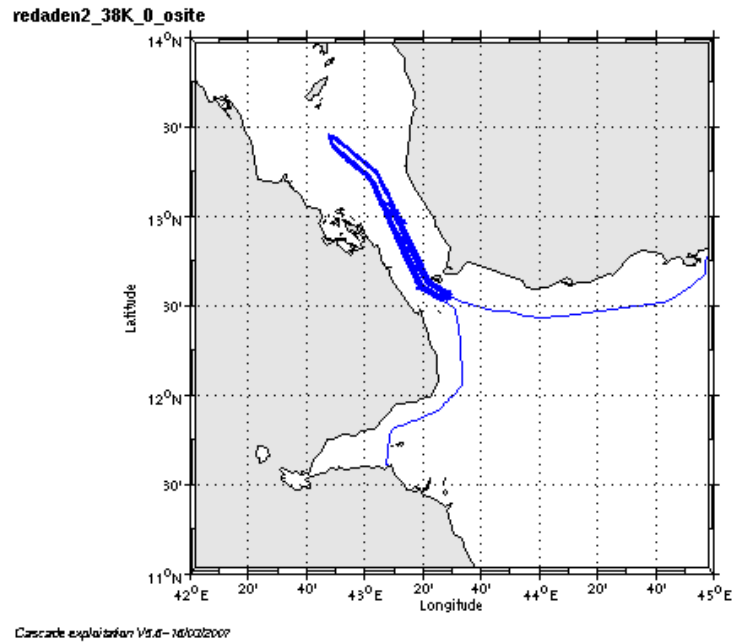 redaden2_38K_0_osite
14°N
30'
13°N
30'
12°N
30'
11°N
Latitude
42°E
20'
40'
43°E
20'
40'
44°E
20'
40'
45°E
Longitude
Cascade exploitation V5.6 - 16/03/2007